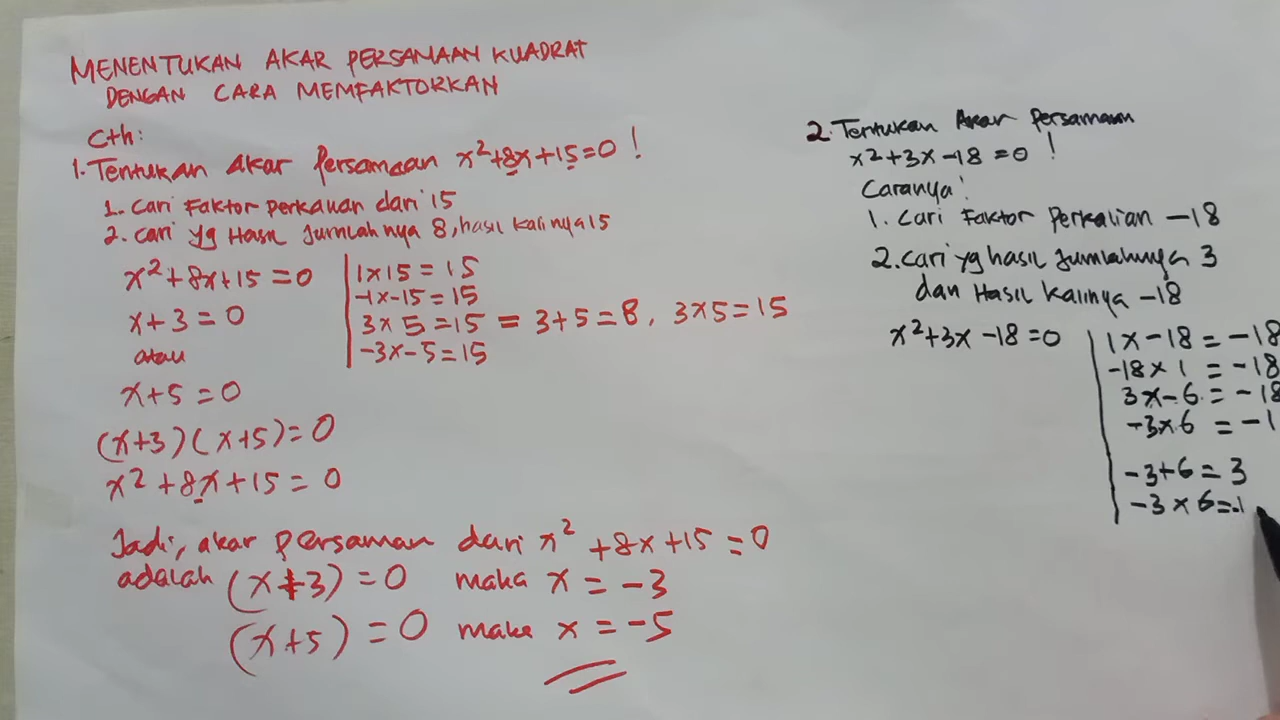 MENENTUKAN AKAR PERSAMAAN KUADRAT
DENGAN CARA MEMFAKTORKAN
Cth:
1. Tentukan Akar Persamaan x²+8x+15=0 !
1. Cari Faktor perkalian dari 15
2. cari yg Hasil Jumlahnya 8, hasil kalinya 15
x²+8x+15=0
x+3=0
atau
x+5=0
(x+3)(x+5)=0
x²+8x+15=0
1x15=15
-1x-15=15
3x5=15 = 3+5=8, 3x5=15
-3x-5=15
Jadi, akar persaman dari x²+8x+15=0
adalah (x+3)=0 maka x=-3
(x+5)=0 maka x=-5
2. Tentukan Akar Persamaan
x²+3x-18=0 !
Caranya!
1. Cari Faktor Perkalian -18
2. Cari yg hasil Jumlahnya 3
dan Hasil Kalinya -18
x²+3x-18=0
1x-18=-18
-18x1=-18
3x-6=-18
-3x6=-1
-3+6=3
-3x6=-1